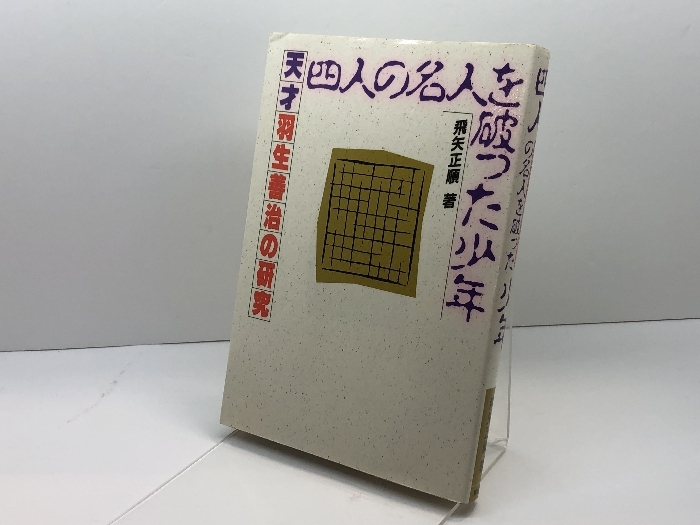 四人の名人を
破った少年
飛矢正順 著
天才羽生善治の研究
四人の名人を破った少年